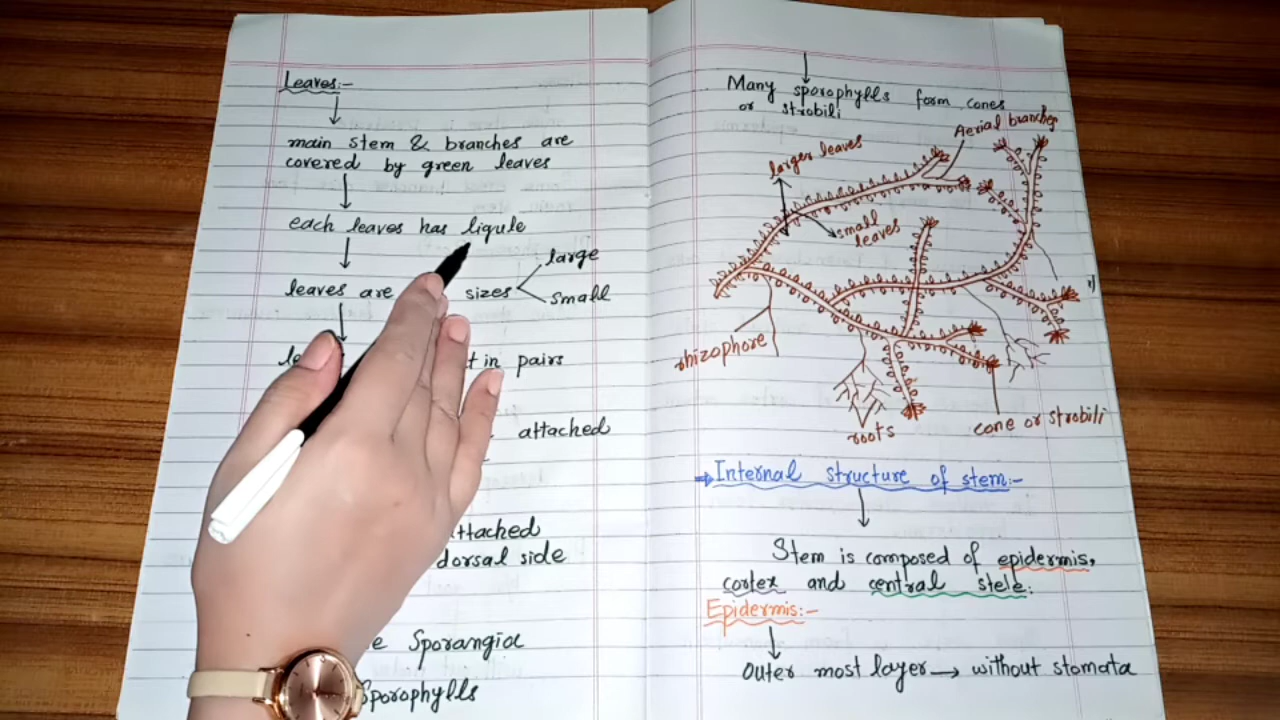 Leaves:-
main stem & branches are
covered by green leaves
each leaves has ligule
leaves are sizes
large
small
in pairs
attached
attached
dorsal side
Sporangia
Sporophylls
Many sporophylls form cones
or strobili
Aerial branches
larger leaves
small
leaves
rhizophore
roots
cone or strobili
Internal structure of stem:-
Stem is composed of epidermis,
cortex and central stele.
Epidermis:-
Outer most layer → without stomata